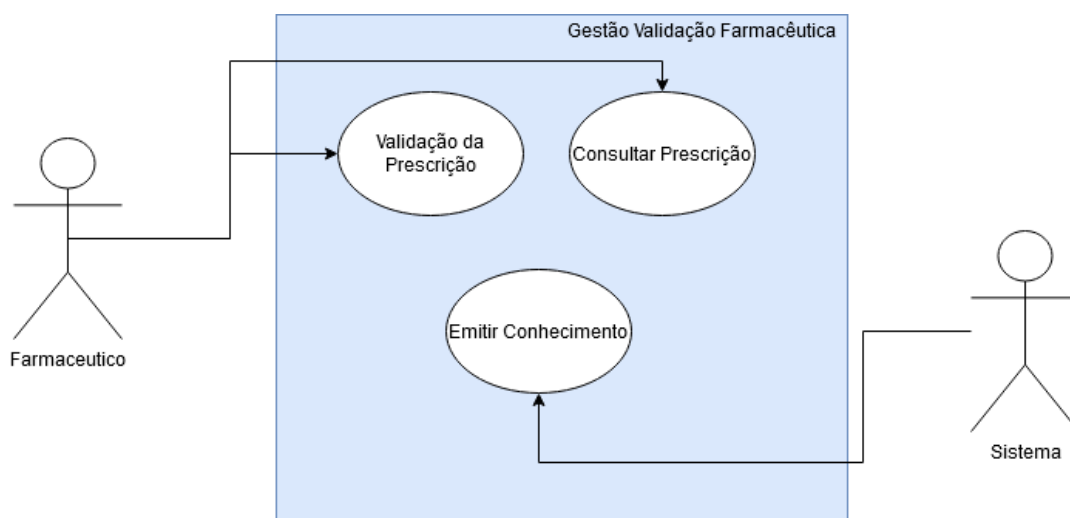 Gestão Validação Farmacêutica
Validação da
Prescrição
Consultar Prescrição
Emitir Conhecimento
Farmaceutico
Sistema